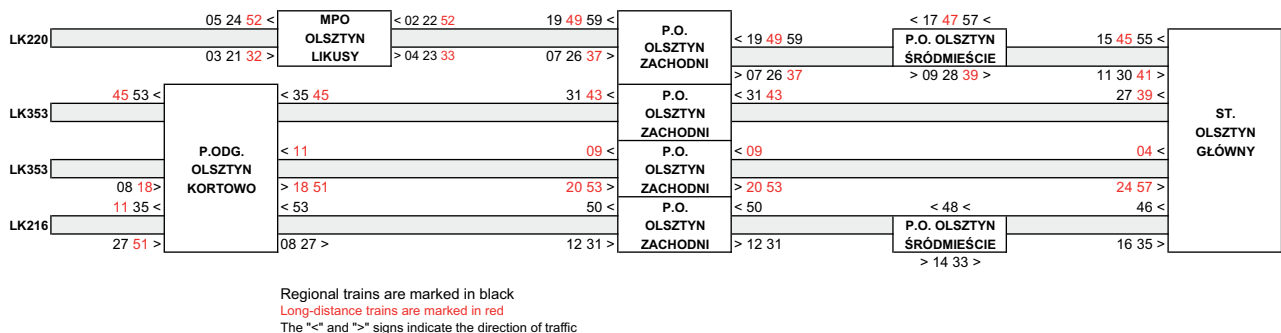 05 24 52 <
MPO
OLSZTYN
LIKUSY
< 02 22 52
19 49 59 <
P.O.
OLSZTYN
ZACHODNI
< 17 47 57 <
< 19 49 59
P.O. OLSZTYN
ŚRÓDMIEŚCIE
15 45 55 <
LK220
03 21 32 >
> 04 23 33
07 26 37 >
> 07 26 37
> 09 28 39 >
11 30 41 >
45 53 <
< 35 45
31 43 <
< 31 43
27 39 <
LK353
P.O.
OLSZTYN
ZACHODNI
ST.
OLSZTYN
GŁÓWNY
P.ODG.
OLSZTYN
KORTOWO
< 11
09 <
P.O.
OLSZTYN
ZACHODNI
< 09
04 <
LK353
08 18>
> 18 51
20 53 >
> 20 53
24 57 >
11 35 <
< 53
50 <
P.O.
OLSZTYN
ZACHODNI
< 50
< 48 <
46 <
LK216
P.O. OLSZTYN
ŚRÓDMIEŚCIE
27 51 >
08 27 >
12 31 >
> 12 31
16 35 >
> 14 33 >
Regional trains are marked in black
Long-distance trains are marked in red
The "<" and ">" signs indicate the direction of traffic